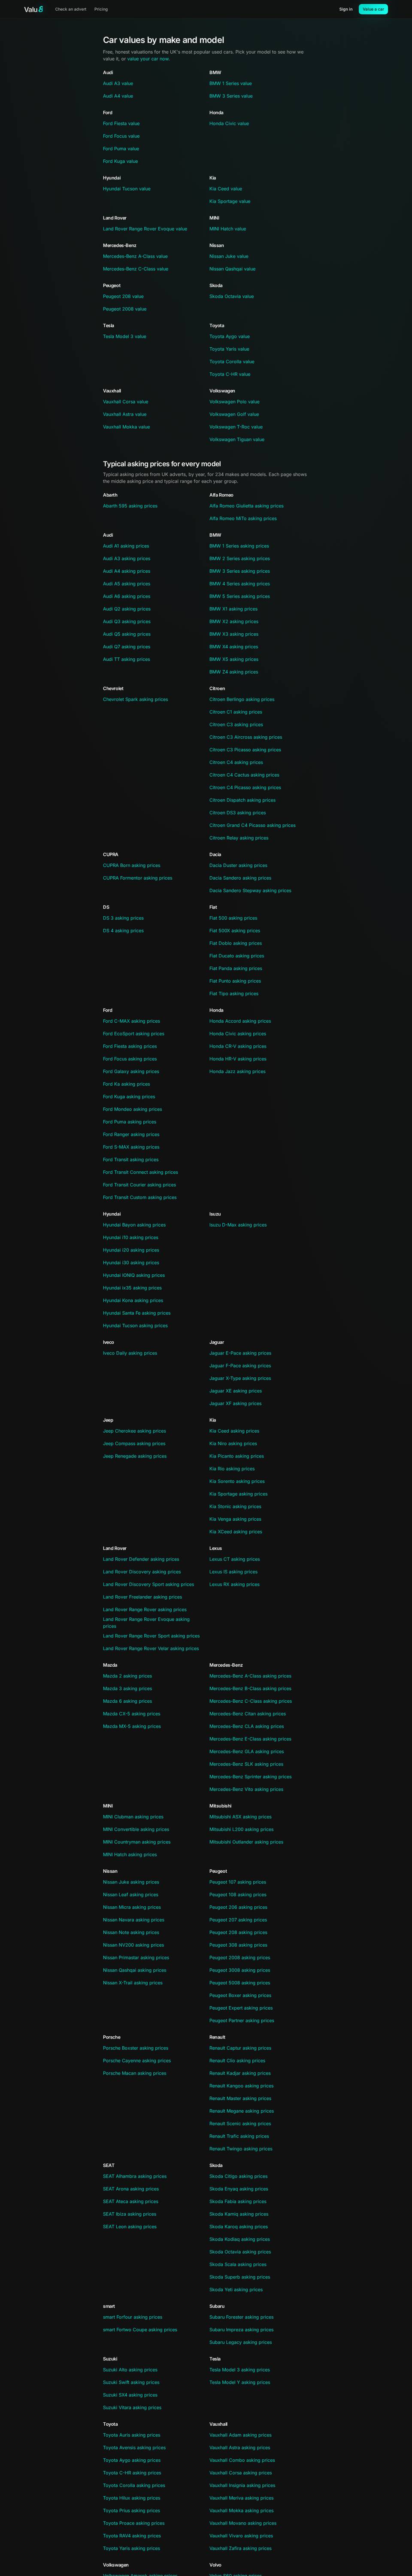 Valu8
Check an advert
Pricing
Sign in
Value a car
Car values by make and model
Free, honest valuations for the UK's most popular used cars. Pick your model to see how we
value it, or value your car now.
Audi
Audi A3 value
Audi A4 value
BMW
BMW 1 Series value
BMW 3 Series value
Ford
Ford Fiesta value
Ford Focus value
Ford Puma value
Ford Kuga value
Honda
Honda Civic value
Hyundai
Hyundai Tucson value
Kia
Kia Ceed value
Kia Sportage value
Land Rover
Land Rover Range Rover Evoque value
MINI
MINI Hatch value
Mercedes-Benz
Mercedes-Benz A-Class value
Mercedes-Benz C-Class value
Nissan
Nissan Juke value
Nissan Qashqai value
Peugeot
Peugeot 208 value
Peugeot 2008 value
Skoda
Skoda Octavia value
Tesla
Tesla Model 3 value
Toyota
Toyota Aygo value
Toyota Yaris value
Toyota Corolla value
Toyota C-HR value
Vauxhall
Vauxhall Corsa value
Vauxhall Astra value
Vauxhall Mokka value
Volkswagen
Volkswagen Polo value
Volkswagen Golf value
Volkswagen T-Roc value
Volkswagen Tiguan value
Typical asking prices for every model
Typical asking prices from UK adverts, by year, for 234 makes and models. Each page shows
the middle asking price and typical range for each year group.
Abarth
Abarth 595 asking prices
Alfa Romeo
Alfa Romeo Giulietta asking prices
Alfa Romeo MiTo asking prices
Audi
Audi A1 asking prices
Audi A3 asking prices
Audi A4 asking prices
Audi A5 asking prices
Audi A6 asking prices
Audi Q2 asking prices
Audi Q3 asking prices
Audi Q5 asking prices
Audi Q7 asking prices
Audi TT asking prices
BMW
BMW 1 Series asking prices
BMW 2 Series asking prices
BMW 3 Series asking prices
BMW 4 Series asking prices
BMW 5 Series asking prices
BMW X1 asking prices
BMW X2 asking prices
BMW X3 asking prices
BMW X4 asking prices
BMW X5 asking prices
BMW Z4 asking prices
Chevrolet
Chevrolet Spark asking prices
Citroen
Citroen Berlingo asking prices
Citroen C1 asking prices
Citroen C3 asking prices
Citroen C3 Aircross asking prices
Citroen C3 Picasso asking prices
Citroen C4 asking prices
Citroen C4 Cactus asking prices
Citroen C4 Picasso asking prices
Citroen Dispatch asking prices
Citroen DS3 asking prices
Citroen Grand C4 Picasso asking prices
Citroen Relay asking prices
CUPRA
CUPRA Born asking prices
CUPRA Formentor asking prices
Dacia
Dacia Duster asking prices
Dacia Sandero asking prices
Dacia Sandero Stepway asking prices
DS
DS 3 asking prices
DS 4 asking prices
Fiat
Fiat 500 asking prices
Fiat 500X asking prices
Fiat Doblo asking prices
Fiat Ducato asking prices
Fiat Panda asking prices
Fiat Punto asking prices
Fiat Tipo asking prices
Ford
Ford C-MAX asking prices
Ford EcoSport asking prices
Ford Fiesta asking prices
Ford Focus asking prices
Ford Galaxy asking prices
Ford Ka asking prices
Ford Kuga asking prices
Ford Mondeo asking prices
Ford Puma asking prices
Ford Ranger asking prices
Ford S-MAX asking prices
Ford Transit asking prices
Ford Transit Connect asking prices
Ford Transit Courier asking prices
Ford Transit Custom asking prices
Honda
Honda Accord asking prices
Honda Civic asking prices
Honda CR-V asking prices
Honda HR-V asking prices
Honda Jazz asking prices
Hyundai
Hyundai Bayon asking prices
Hyundai i10 asking prices
Hyundai i20 asking prices
Hyundai i30 asking prices
Hyundai IONIQ asking prices
Hyundai ix35 asking prices
Hyundai Kona asking prices
Hyundai Santa Fe asking prices
Hyundai Tucson asking prices
Isuzu
Isuzu D-Max asking prices
Iveco
Iveco Daily asking prices
Jaguar
Jaguar E-Pace asking prices
Jaguar F-Pace asking prices
Jaguar X-Type asking prices
Jaguar XE asking prices
Jaguar XF asking prices
Jeep
Jeep Cherokee asking prices
Jeep Compass asking prices
Jeep Renegade asking prices
Kia
Kia Ceed asking prices
Kia Niro asking prices
Kia Picanto asking prices
Kia Rio asking prices
Kia Sorento asking prices
Kia Sportage asking prices
Kia Stonic asking prices
Kia Venga asking prices
Kia XCeed asking prices
Land Rover
Land Rover Defender asking prices
Land Rover Discovery asking prices
Land Rover Discovery Sport asking prices
Land Rover Freelander asking prices
Land Rover Range Rover asking prices
Land Rover Range Rover Evoque asking
prices
Land Rover Range Rover Sport asking prices
Land Rover Range Rover Velar asking prices
Lexus
Lexus CT asking prices
Lexus IS asking prices
Lexus RX asking prices
Mazda
Mazda 2 asking prices
Mazda 3 asking prices
Mazda 6 asking prices
Mazda CX-5 asking prices
Mazda MX-5 asking prices
Mercedes-Benz
Mercedes-Benz A-Class asking prices
Mercedes-Benz B-Class asking prices
Mercedes-Benz C-Class asking prices
Mercedes-Benz Citan asking prices
Mercedes-Benz CLA asking prices
Mercedes-Benz E-Class asking prices
Mercedes-Benz GLA asking prices
Mercedes-Benz SLK asking prices
Mercedes-Benz Sprinter asking prices
Mercedes-Benz Vito asking prices
MINI
MINI Clubman asking prices
MINI Convertible asking prices
MINI Countryman asking prices
MINI Hatch asking prices
Mitsubishi
Mitsubishi ASX asking prices
Mitsubishi L200 asking prices
Mitsubishi Outlander asking prices
Nissan
Nissan Juke asking prices
Nissan Leaf asking prices
Nissan Micra asking prices
Nissan Navara asking prices
Nissan Note asking prices
Nissan NV200 asking prices
Nissan Primastar asking prices
Nissan Qashqai asking prices
Nissan X-Trail asking prices
Peugeot
Peugeot 107 asking prices
Peugeot 108 asking prices
Peugeot 206 asking prices
Peugeot 207 asking prices
Peugeot 208 asking prices
Peugeot 308 asking prices
Peugeot 2008 asking prices
Peugeot 3008 asking prices
Peugeot 5008 asking prices
Peugeot Boxer asking prices
Peugeot Expert asking prices
Peugeot Partner asking prices
Porsche
Porsche Boxster asking prices
Porsche Cayenne asking prices
Porsche Macan asking prices
Renault
Renault Captur asking prices
Renault Clio asking prices
Renault Kadjar asking prices
Renault Kangoo asking prices
Renault Master asking prices
Renault Megane asking prices
Renault Scenic asking prices
Renault Trafic asking prices
Renault Twingo asking prices
SEAT
SEAT Alhambra asking prices
SEAT Arona asking prices
SEAT Ateca asking prices
SEAT Ibiza asking prices
SEAT Leon asking prices
Skoda
Skoda Citigo asking prices
Skoda Enyaq asking prices
Skoda Fabia asking prices
Skoda Kamiq asking prices
Skoda Karoq asking prices
Skoda Kodiaq asking prices
Skoda Octavia asking prices
Skoda Scala asking prices
Skoda Superb asking prices
Skoda Yeti asking prices
smart
smart Forfour asking prices
smart Fortwo Coupe asking prices
Subaru
Subaru Forester asking prices
Subaru Impreza asking prices
Subaru Legacy asking prices
Suzuki
Suzuki Alto asking prices
Suzuki Swift asking prices
Suzuki SX4 asking prices
Suzuki Vitara asking prices
Tesla
Tesla Model 3 asking prices
Tesla Model Y asking prices
Toyota
Toyota Auris asking prices
Toyota Avensis asking prices
Toyota Aygo asking prices
Toyota C-HR asking prices
Toyota Corolla asking prices
Toyota Hilux asking prices
Toyota Prius asking prices
Toyota Proace asking prices
Toyota RAV4 asking prices
Toyota Yaris asking prices
Vauxhall
Vauxhall Adam asking prices
Vauxhall Astra asking prices
Vauxhall Combo asking prices
Vauxhall Corsa asking prices
Vauxhall Insignia asking prices
Vauxhall Meriva asking prices
Vauxhall Mokka asking prices
Vauxhall Movano asking prices
Vauxhall Vivaro asking prices
Vauxhall Zafira asking prices
Volkswagen
Volvo